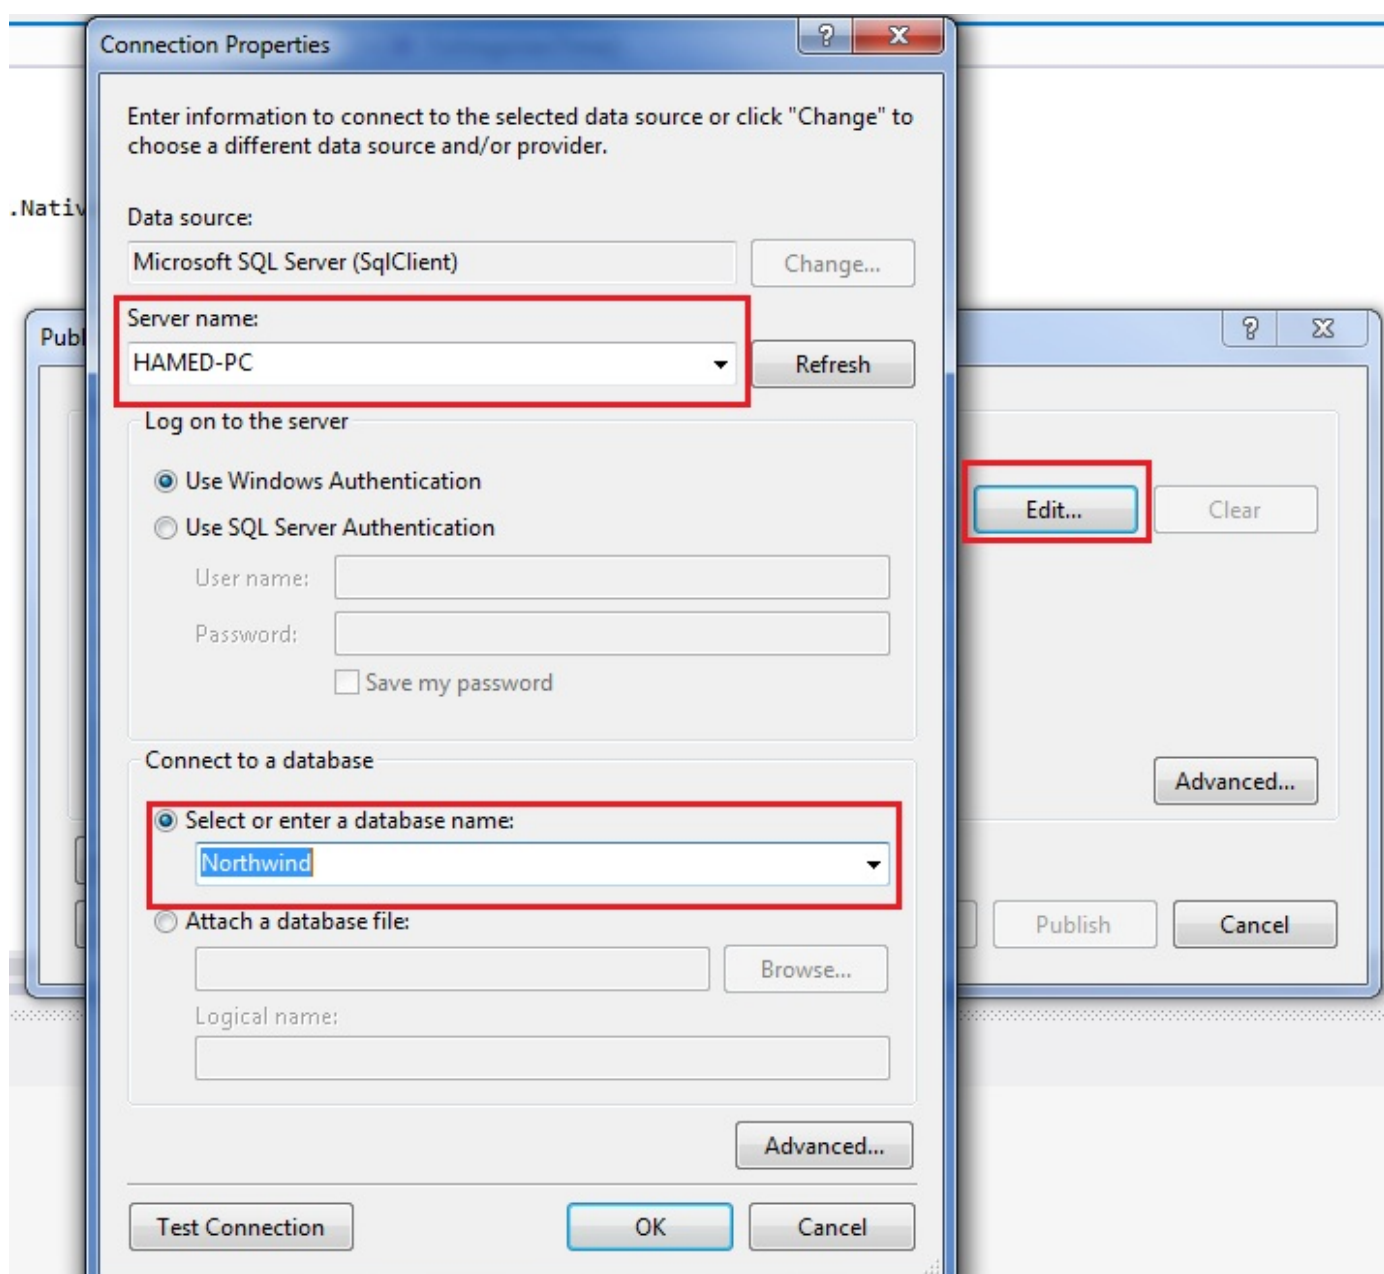 Connection Properties
Enter information to connect to the selected data source or click "Change" to
choose a different data source and/or provider.
.Nativ
Data source:
Microsoft SQL Server (SqlClient)
Change...
Server name:
HAMED-PC
Refresh
Publ
Log on to the server
Use Windows Authentication
Use SQL Server Authentication
User name:
Password:
Save my password
Edit...
Clear
Connect to a database
Advanced...
Select or enter a database name:
Northwind
Attach a database file:
Browse...
Publish
Cancel
Logical name:
Advanced...
Test Connection
OK
Cancel